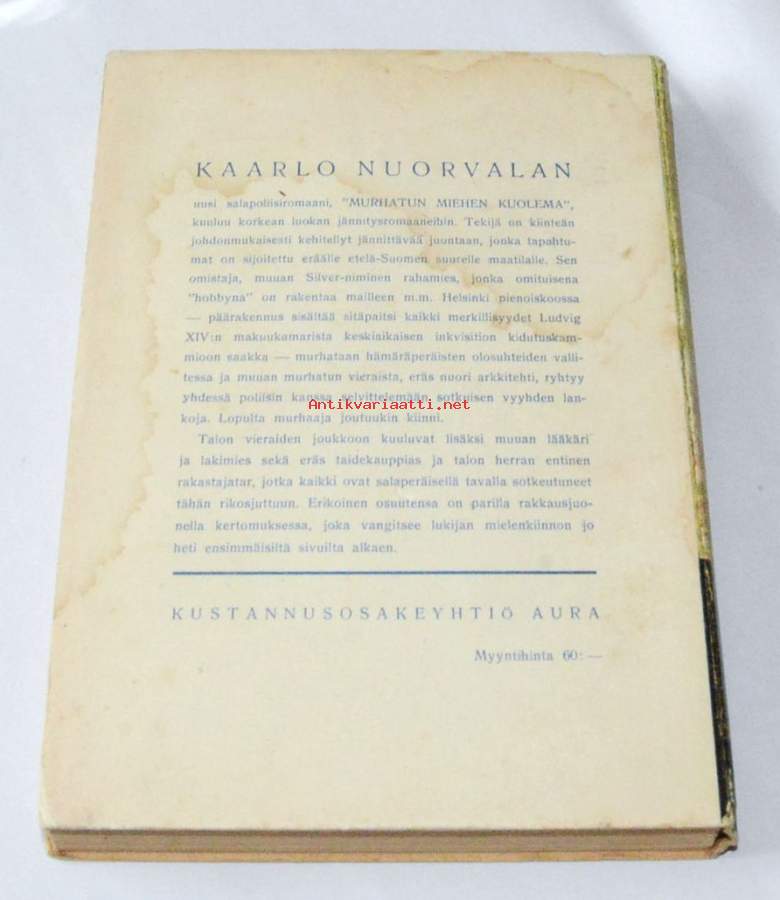 KAARLO NUORVALAN
uusi salapoliisiromaani, "MURHATUN MIEHEN KUOLEMA",
kuuluu korkean luokan jännitysromaaneihin. Tekijä on kiinteän
johdonmukaisesti kehitellyt jännittävää juontaan, jonka tapahtu-
mat on sijoitettu eräälle etelä-Suomen suurelle maatilalle. Sen
omistaja, muuan Silver-niminen rahamies, jonka omituisena
"hobbynä" on rakentaa mailleen m.m. Helsinki pienoiskoossa
— päärakennus sisältää sitäpaitsi kaikki merkillisyydet Ludvig
XIV:n makuukamarista keskiaikaisen inkvisition kidutuskam-
mioon saakka — murhataan hämäräperäisten olosuhteiden valli-
tessa ja muuan murhatun vieraista, eräs nuori arkkitehti, ryhtyy
yhdessä poliisin kanssa selvittelemään sotkuisen vyyhden lan-
Antikvariaatti.net
koja. Lopulta murhaaja joutuukin kiinni.
Talon vieraiden joukkoon kuuluvat lisäksi muuan lääkäri
ja lakimies sekä eräs taidekauppias ja talon herran entinen
rakastajatar, jotka kaikki ovat salaperäisellä tavalla sotkeutuneet
tähän rikosjuttuun. Erikoinen osuutensa on parilla rakkausjuo-
nella kertomuksessa, joka vangitsee lukijan mielenkiinnon jo
heti ensimmäisiltä sivuilta alkaen.
KUSTANNUSOSAKEYHTIÖ AURA
Myyntihinta 60:—